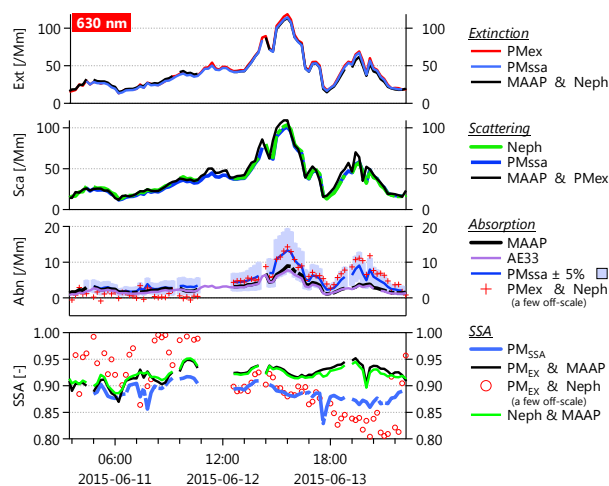 630 nm
Ext [/Mm]
100
50
0
100
50
0
Extinction
PMex
PMssa
MAAP & Neph
Sca [/Mm]
100
50
0
100
50
0
Scattering
Neph
PMssa
MAAP & PMex
Abn [/Mm]
20
10
0
20
10
0
Absorption
MAAP
AE33
PMssa ± 5%
PMex & Neph
(a few off-scale)
SSA [-]
1.00
0.95
0.90
0.85
0.80
1.00
0.95
0.90
0.85
0.80
SSA
PMSSA
PMEX & MAAP
PMEX & Neph
(a few off-scale)
Neph & MAAP
06:00 12:00 18:00
2015-06-11 2015-06-12 2015-06-13